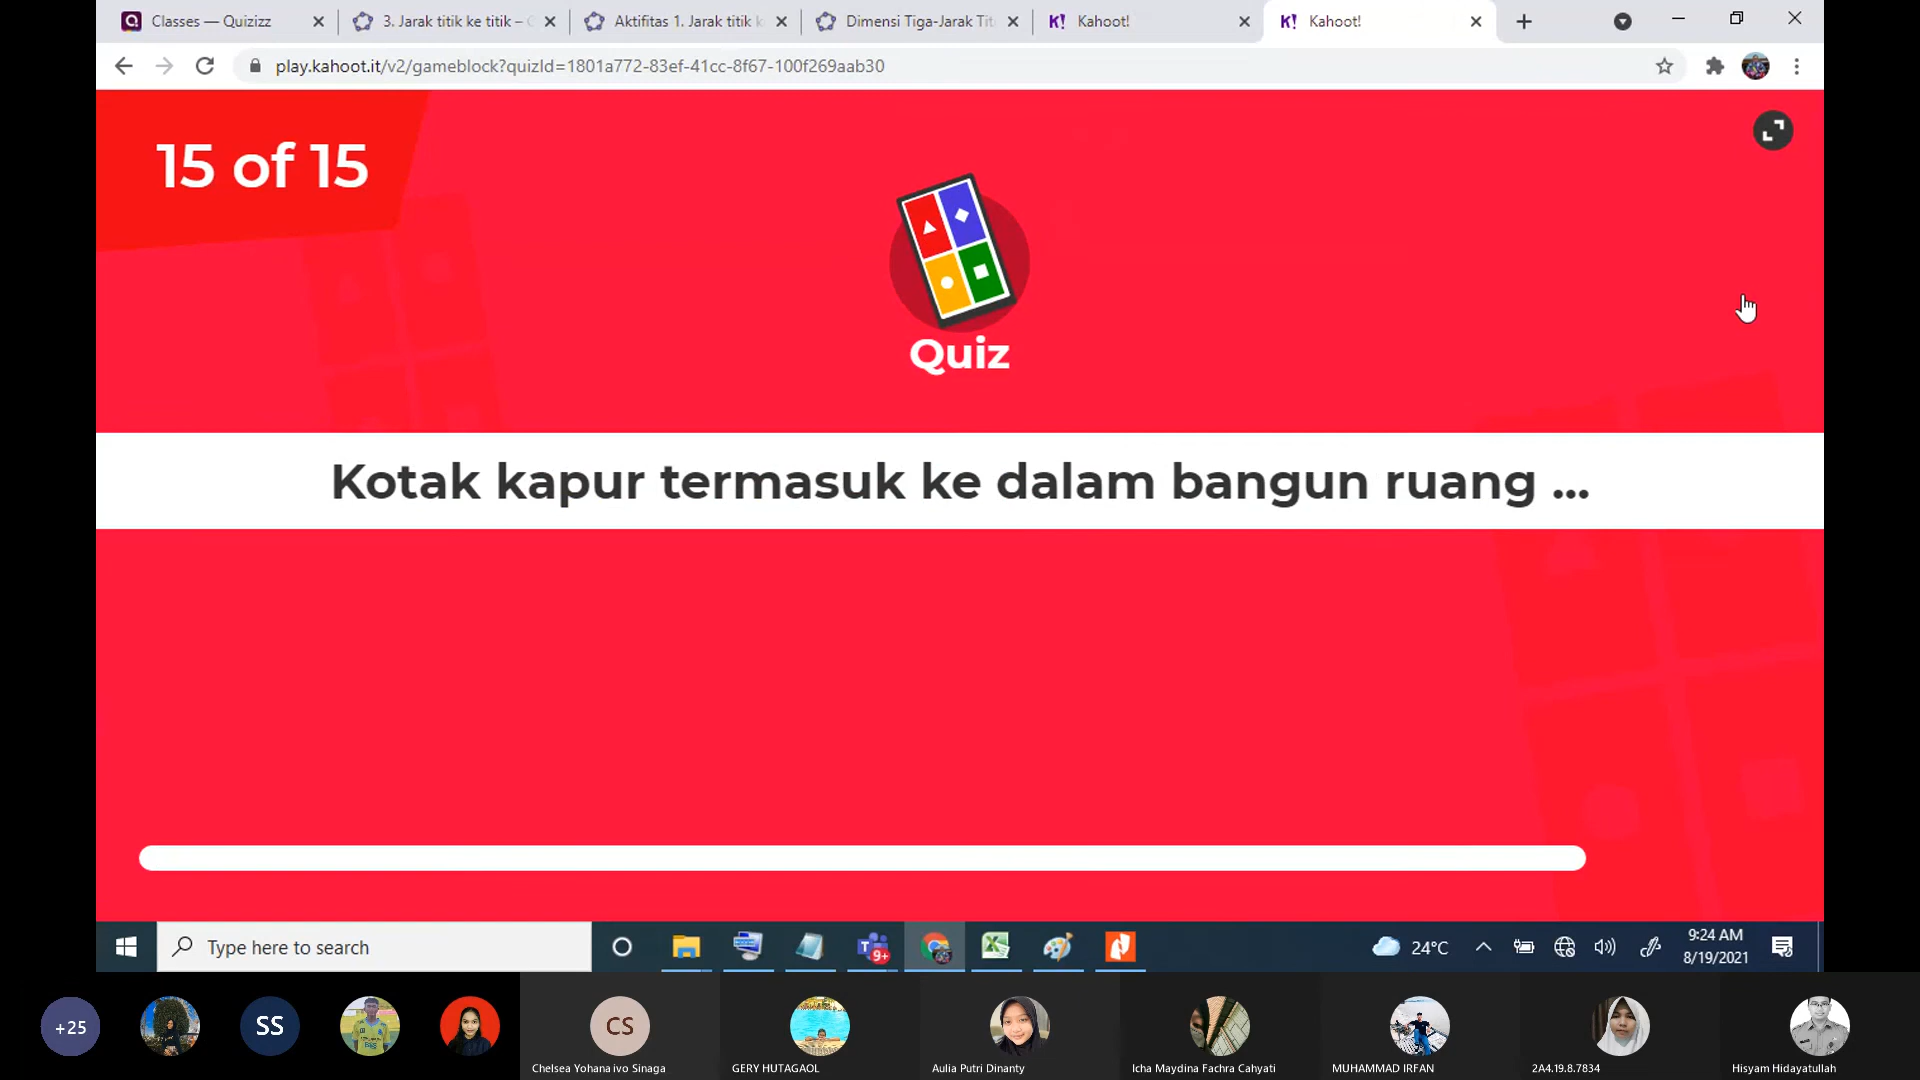 Classes — Quizizz
3. Jarak titik ke titik –
Aktifitas 1. Jarak titik k
Dimensi Tiga-Jarak Tit
K! Kahoot!
K! Kahoot!
play.kahoot.it/v2/gameblock?quizId=1801a772-83ef-41cc-8f67-100f269aab30
15 of 15
Quiz
Kotak kapur termasuk ke dalam bangun ruang ...
Type here to search
9+
24°C
9:24 AM
8/19/2021
+25
SS
CS
Chelsea Yohana ivo Sinaga
GERY HUTAGAOL
Aulia Putri Dinanty
Icha Maydina Fachra Cahyati
MUHAMMAD IRFAN
2A4.19.8.7834
Hisyam Hidayatullah